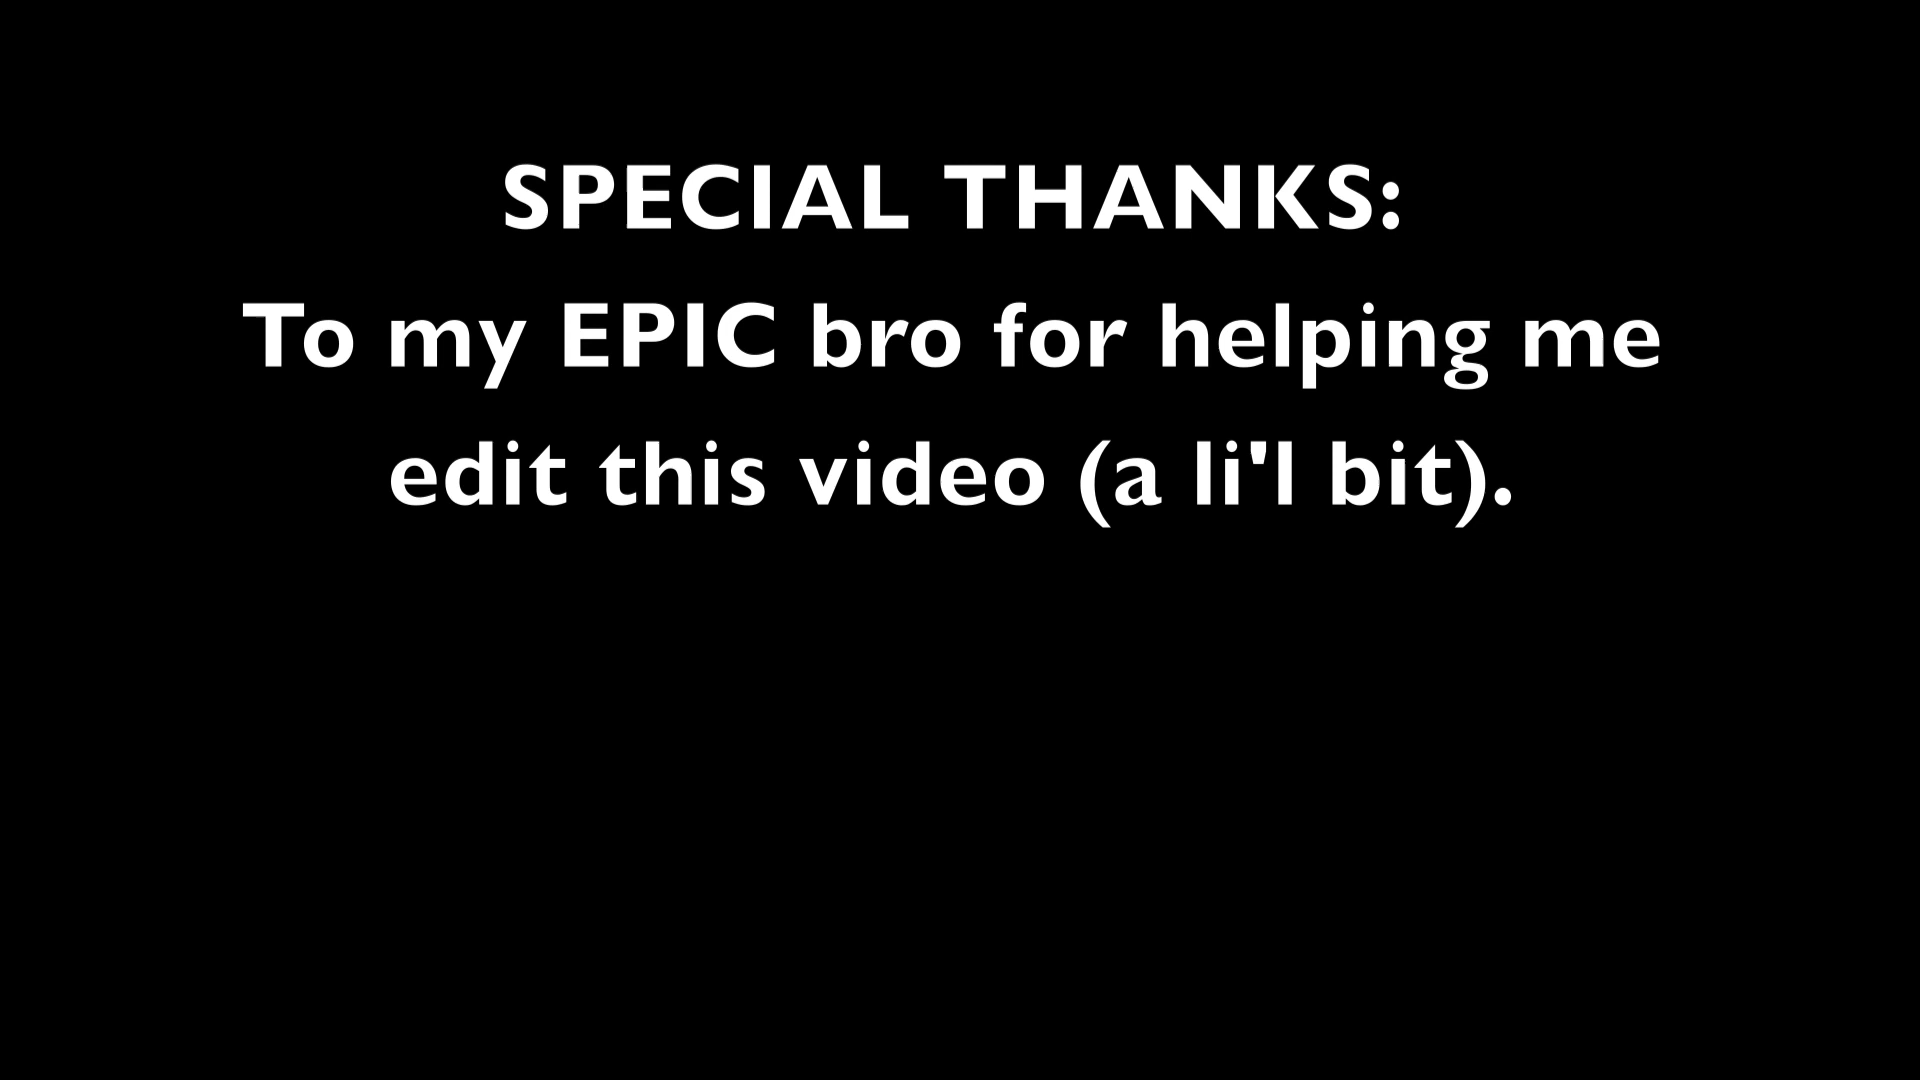 SPECIAL THANKS:
To my EPIC bro for helping me
edit this video (a li'l bit).